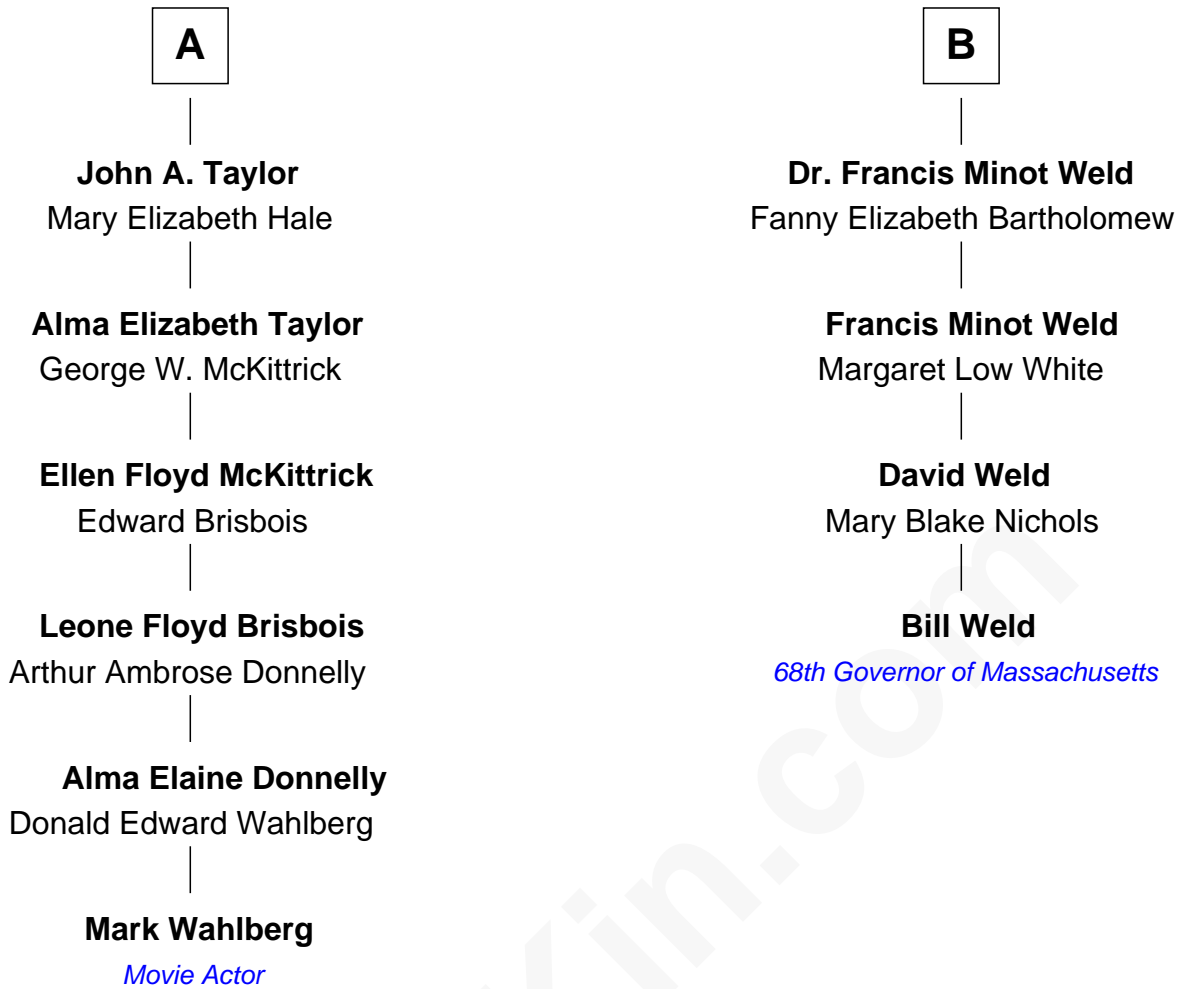 A
John A. Taylor
Mary Elizabeth Hale
Alma Elizabeth Taylor
George W. McKittrick
Ellen Floyd McKittrick
Edward Brisbois
Leone Floyd Brisbois
Arthur Ambrose Donnelly
Alma Elaine Donnelly
Donald Edward Wahlberg
Mark Wahlberg
Movie Actor
B
Dr. Francis Minot Weld
Fanny Elizabeth Bartholomew
Francis Minot Weld
Margaret Low White
David Weld
Mary Blake Nichols
Bill Weld
68th Governor of Massachusetts
Kin.com